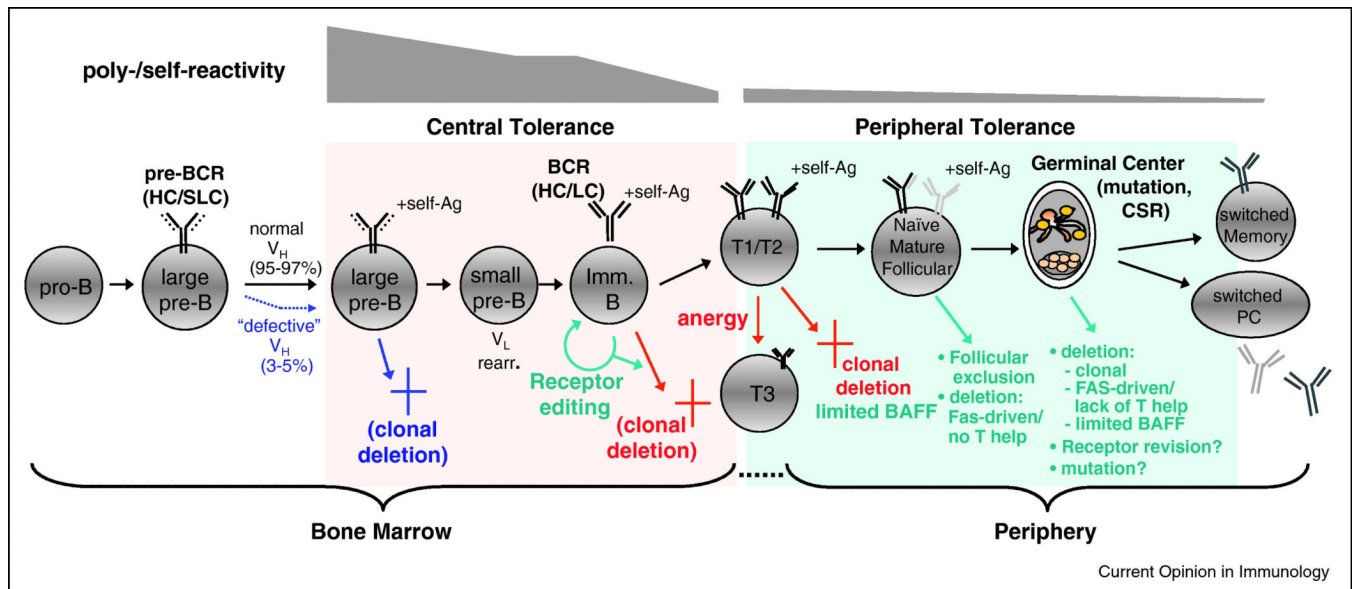 poly-/self-reactivity
Central Tolerance
Peripheral Tolerance
pre-BCR
(HC/SLC)
BCR
(HC/LC)
+self-Ag
+self-Ag
+self-Ag
+self-Ag
Germinal Center
(mutation,
CSR)
normal
VH
(95-97%)
"defective"
VH
(3-5%)
pro-B
large
pre-B
large
pre-B
small
pre-B
Imm.
B
T1/T2
Naïve
Mature
Follicular
switched
Memory
switched
PC
VL
rearr.
Receptor
editing
(clonal
deletion)
(clonal
deletion)
anergy
T3
clonal
deletion
limited BAFF
• Follicular
exclusion
• deletion:
Fas-driven/
no T help
• deletion:
- clonal
- FAS-driven/
lack of T help
- limited BAFF
• Receptor revision?
• mutation?
Bone Marrow
Periphery
Current Opinion in Immunology